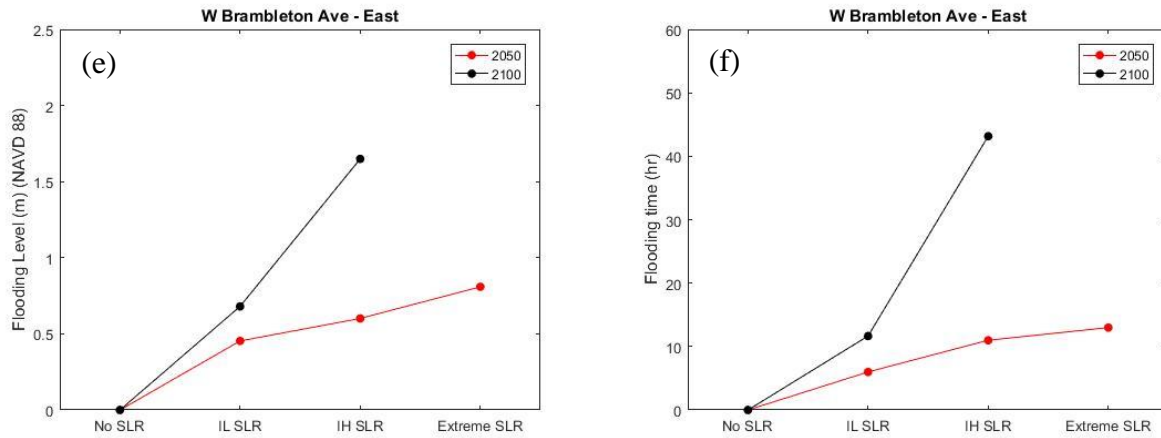 W Brambleton Ave - East
(e)
2050
2100
Flooding Level (m) (NAVD 88)
2.5
2
1.5
1
0.5
0
No SLR IL SLR IH SLR Extreme SLR
W Brambleton Ave - East
(f)
2050
2100
Flooding time (hr)
60
50
40
30
20
10
0
No SLR IL SLR IH SLR Extreme SLR